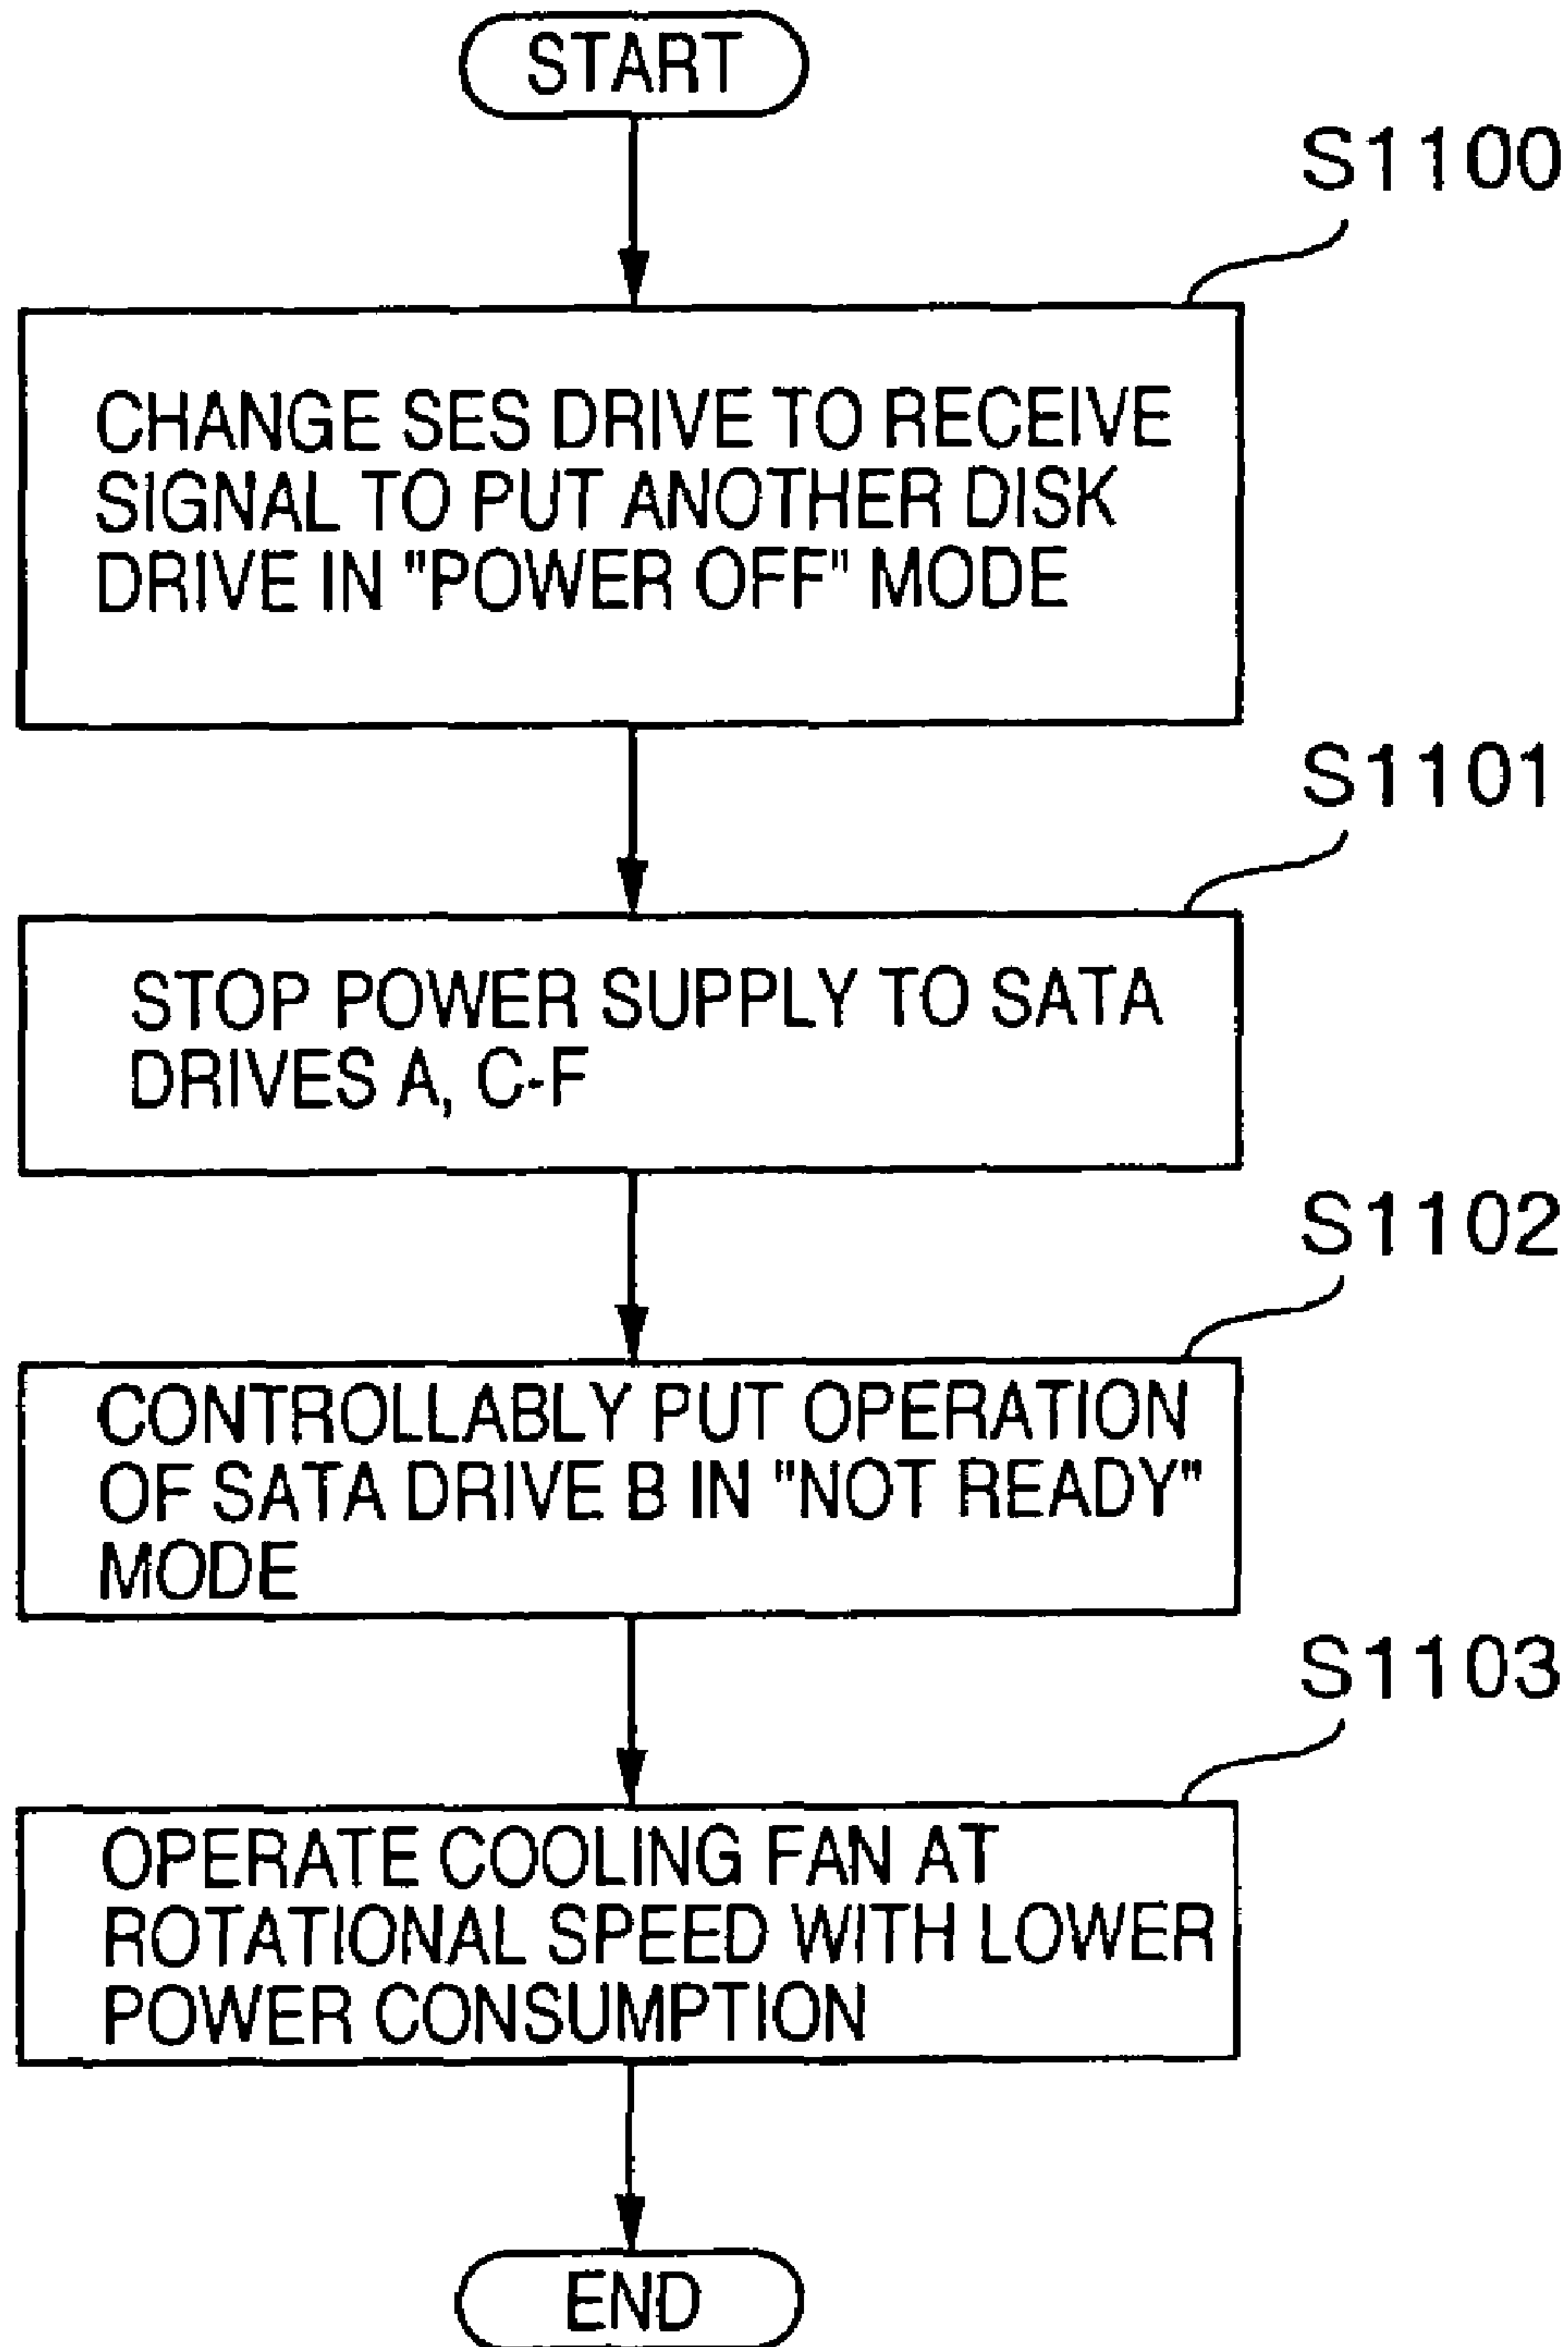 START
S1100
CHANGE SES DRIVE TO RECEIVE
SIGNAL TO PUT ANOTHER DISK
DRIVE IN "POWER OFF" MODE
S1101
STOP POWER SUPPLY TO SATA
DRIVES A, C-F
S1102
CONTROLLABLY PUT OPERATION
OF SATA DRIVE B IN "NOT READY"
MODE
S1103
OPERATE COOLING FAN AT
ROTATIONAL SPEED WITH LOWER
POWER CONSUMPTION
END